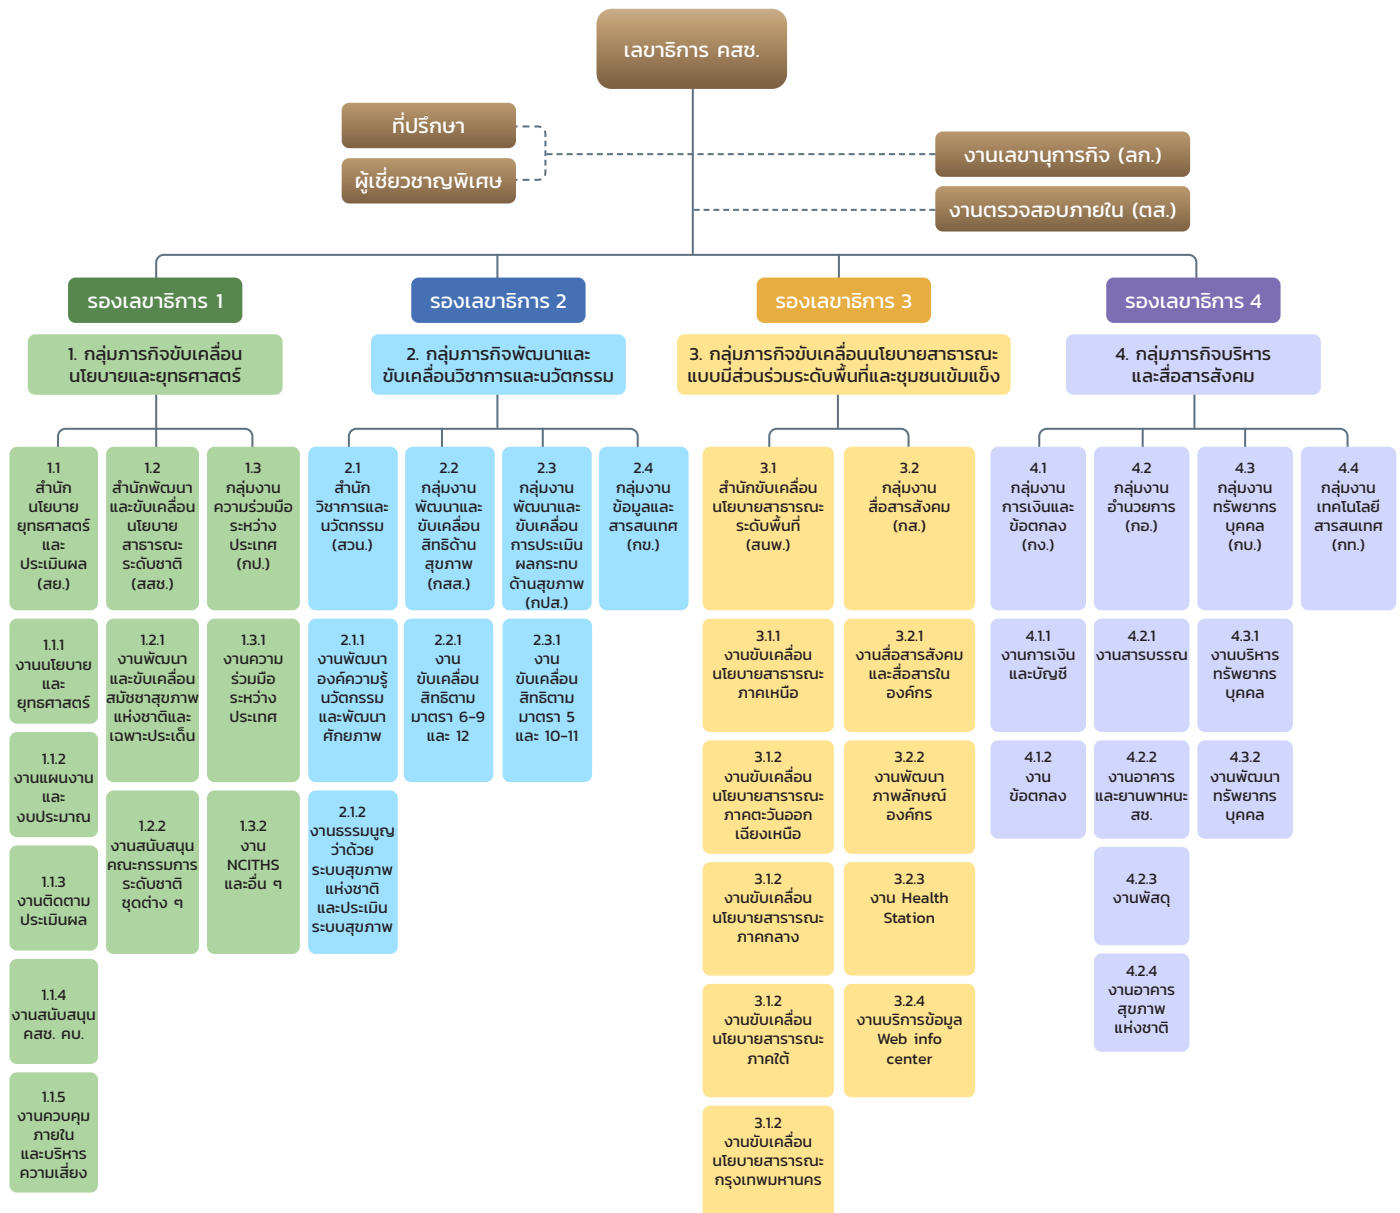 เลขาธิการ คสช.
ที่ปรึกษา
ผู้เชี่ยวชาญพิเศษ
งานเลขานุการกิจ (ลก.)
งานตรวจสอบภายใน (ตส.)
รองเลขาธิการ 1
รองเลขาธิการ 2
รองเลขาธิการ 3
รองเลขาธิการ 4
1. กลุ่มภารกิจขับเคลื่อน
นโยบายและยุทธศาสตร์
2. กลุ่มภารกิจพัฒนาและ
ขับเคลื่อนวิชาการและนวัตกรรม
3. กลุ่มภารกิจขับเคลื่อนนโยบายสาธารณะ
แบบมีส่วนร่วมระดับพื้นที่และชุมชนเข้มแข็ง
4. กลุ่มภารกิจบริหาร
และสื่อสารสังคม
1.1
สำนัก
นโยบาย
ยุทธศาสตร์
และ
ประเมินผล
(สย.)
1.2
สำนักพัฒนา
และขับเคลื่อน
นโยบาย
สาธารณะ
ระดับชาติ
(สสช.)
1.3
กลุ่มงาน
ความร่วมมือ
ระหว่าง
ประเทศ
(กป.)
2.1
สำนัก
วิชาการและ
นวัตกรรม
(สวน.)
2.2
กลุ่มงาน
พัฒนาและ
ขับเคลื่อน
สิทธิด้าน
สุขภาพ
(กสส.)
2.3
กลุ่มงาน
พัฒนาและ
ขับเคลื่อน
การประเมิน
ผลกระทบ
ด้านสุขภาพ
(กปส.)
2.4
กลุ่มงาน
ข้อมูลและ
สารสนเทศ
(กข.)
3.1
สำนักขับเคลื่อน
นโยบายสาธารณะ
ระดับพื้นที่
(สนพ.)
3.2
กลุ่มงาน
สื่อสารสังคม
(กส.)
4.1
กลุ่มงาน
การเงินและ
ข้อตกลง
(กง.)
4.2
กลุ่มงาน
อำนวยการ
(กอ.)
4.3
กลุ่มงาน
ทรัพยากร
บุคคล
(กบ.)
4.4
กลุ่มงาน
เทคโนโลยี
สารสนเทศ
(กท.)
1.1.1
งานนโยบาย
และ
ยุทธศาสตร์
1.1.2
งานแผนงาน
และ
งบประมาณ
1.1.3
งานติดตาม
ประเมินผล
1.1.4
งานสนับสนุน
คสช. คบ.
1.1.5
งานควบคุม
ภายใน
และบริหาร
ความเสี่ยง
1.2.1
งานพัฒนา
และขับเคลื่อน
สมัชชาสุขภาพ
แห่งชาติและ
เฉพาะประเด็น
1.2.2
งานสนับสนุน
คณะกรรมการ
ระดับชาติ
ชุดต่าง ๆ
1.3.1
งานความ
ร่วมมือ
ระหว่าง
ประเทศ
1.3.2
งาน
NCITHS
และอื่น ๆ
2.1.1
งานพัฒนา
องค์ความรู้
นวัตกรรม
และพัฒนา
ศักยภาพ
2.1.2
งานธรรมนูญ
ว่าด้วย
ระบบสุขภาพ
แห่งชาติ
และประเมิน
ระบบสุขภาพ
2.2.1
งาน
ขับเคลื่อน
สิทธิตาม
มาตรา 6-9
และ 12
2.3.1
งาน
ขับเคลื่อน
สิทธิตาม
มาตรา 5
และ 10-11
3.1.1
งานขับเคลื่อน
นโยบายสาธารณะ
ภาคเหนือ
3.1.2
งานขับเคลื่อน
นโยบายสารารณะ
ภาคตะวันออก
เฉียงเหนือ
3.1.2
งานขับเคลื่อน
นโยบายสารารณะ
ภาคกลาง
3.1.2
งานขับเคลื่อน
นโยบายสารารณะ
ภาคใต้
3.1.2
งานขับเคลื่อน
นโยบายสารารณะ
กรุงเทพมหานคร
3.2.1
งานสื่อสารสังคม
และสื่อสารใน
องค์กร
3.2.2
งานพัฒนา
ภาพลักษณ์
องค์กร
3.2.3
งาน Health
Station
3.2.4
งานบริการข้อมูล
Web info
center
4.1.1
งานการเงิน
และบัญชี
4.1.2
งาน
ข้อตกลง
4.2.1
งานสารบรรณ
4.2.2
งานอาคาร
และยานพาหนะ
สช.
4.2.3
งานพัสดุ
4.2.4
งานอาคาร
สุขภาพ
แห่งชาติ
4.3.1
งานบริหาร
ทรัพยากร
บุคคล
4.3.2
งานพัฒนา
ทรัพยากร
บุคคล